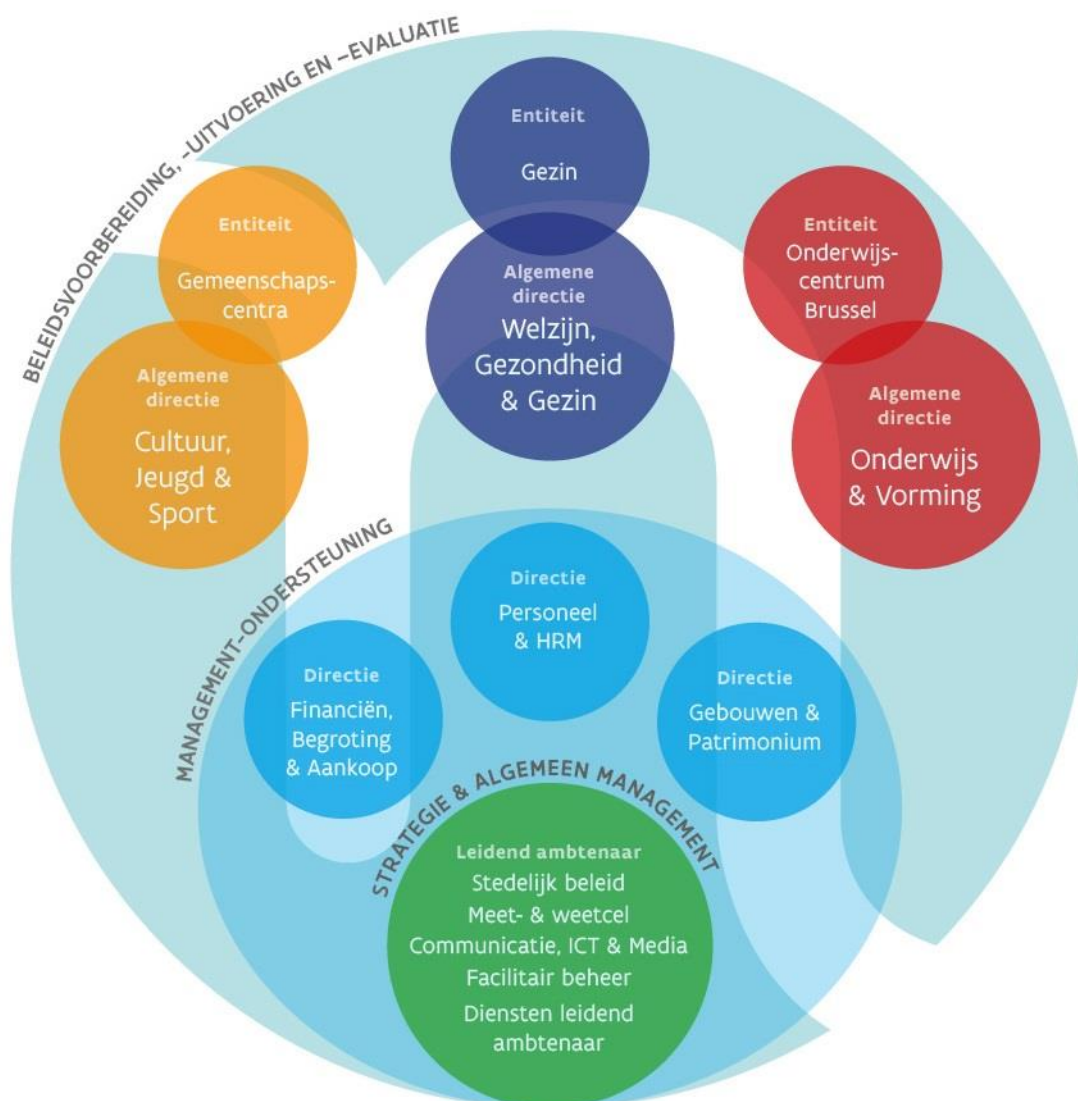 BELEIDSVOORBEREIDING, -UITVOERING EN -EVALUATIE
Entiteit
Gezin
Entiteit
Gemeenschaps-
centra
Entiteit
Onderwijs-
centrum
Brussel
Algemene
directie
Welzijn,
Gezondheid
& Gezin
Algemene
directie
Cultuur,
Jeugd &
Sport
Algemene
directie
Onderwijs
& Vorming
MANAGEMENT-ONDERSTEUNING
Directie
Personeel
& HRM
Directie
Financiën,
Begroting
& Aankoop
Directie
Gebouwen &
Patrimonium
STRATEGIE & ALGEMEEN MANAGEMENT
Leidend ambtenaar
Stedelijk beleid
Meet- & weetcel
Communicatie, ICT & Media
Facilitair beheer
Diensten leidend
ambtenaar